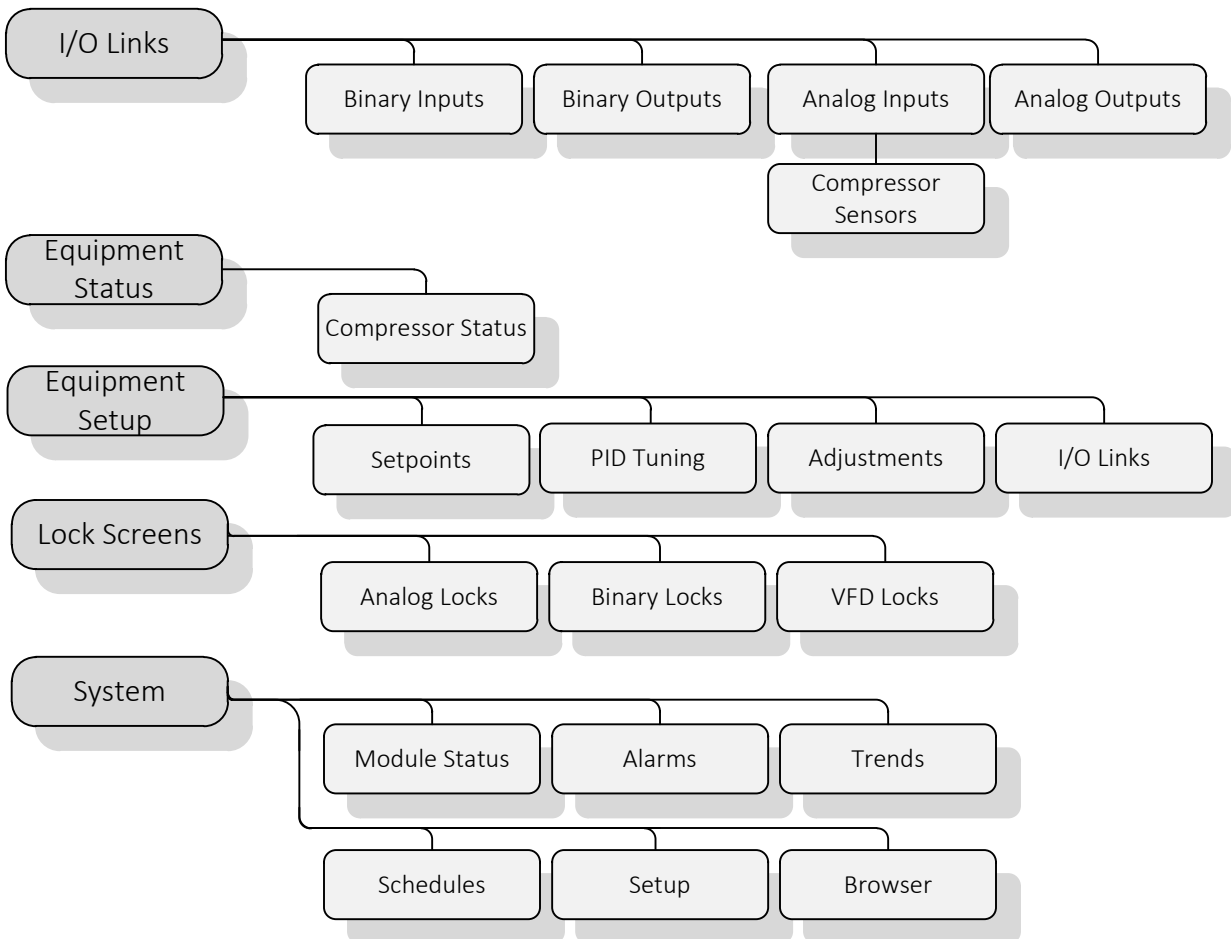 I/O Links
Binary Inputs
Binary Outputs
Analog Inputs
Analog Outputs
Compressor
Sensors
Equipment
Status
Compressor Status
Equipment
Setup
Setpoints
PID Tuning
Adjustments
I/O Links
Lock Screens
Analog Locks
Binary Locks
VFD Locks
System
Module Status
Alarms
Trends
Schedules
Setup
Browser